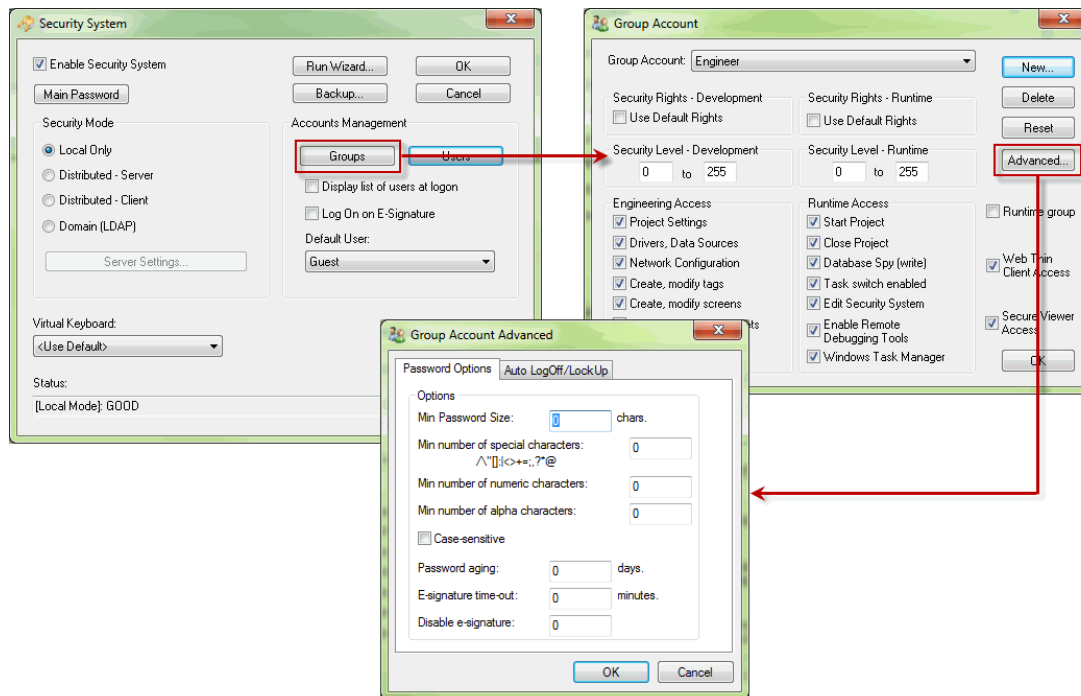 Security System
Enable Security System
Run Wizard...
OK
Main Password
Backup...
Cancel
Security Mode
Local Only
Distributed - Server
Distributed - Client
Domain (LDAP)
Server Settings...
Accounts Management
Groups
Users
Display list of users at logon
Log On on E-Signature
Default User:
Guest
Virtual Keyboard:
<Use Default>
Status:
[Local Mode]: GOOD
Group Account
Group Account: Engineer
New...
Delete
Reset
Advanced...
Security Rights - Development
Use Default Rights
Security Rights - Runtime
Use Default Rights
Security Level - Development
0 to 255
Security Level - Runtime
0 to 255
Engineering Access
Project Settings
Drivers, Data Sources
Network Configuration
Create, modify tags
Create, modify screens
Runtime Access
Start Project
Close Project
Database Spy (write)
Task switch enabled
Edit Security System
Enable Remote
Debugging Tools
Windows Task Manager
Runtime group
Web Thin
Client Access
Secure Viewer
Access
OK
Group Account Advanced
Password Options
Auto LogOff/LockUp
Options
Min Password Size: 0 chars.
Min number of special characters: 0
/\"[]:|<>+=;,?*@
Min number of numeric characters: 0
Min number of alpha characters: 0
Case-sensitive
Password aging: 0 days.
E-signature time-out: 0 minutes.
Disable e-signature: 0
OK
Cancel